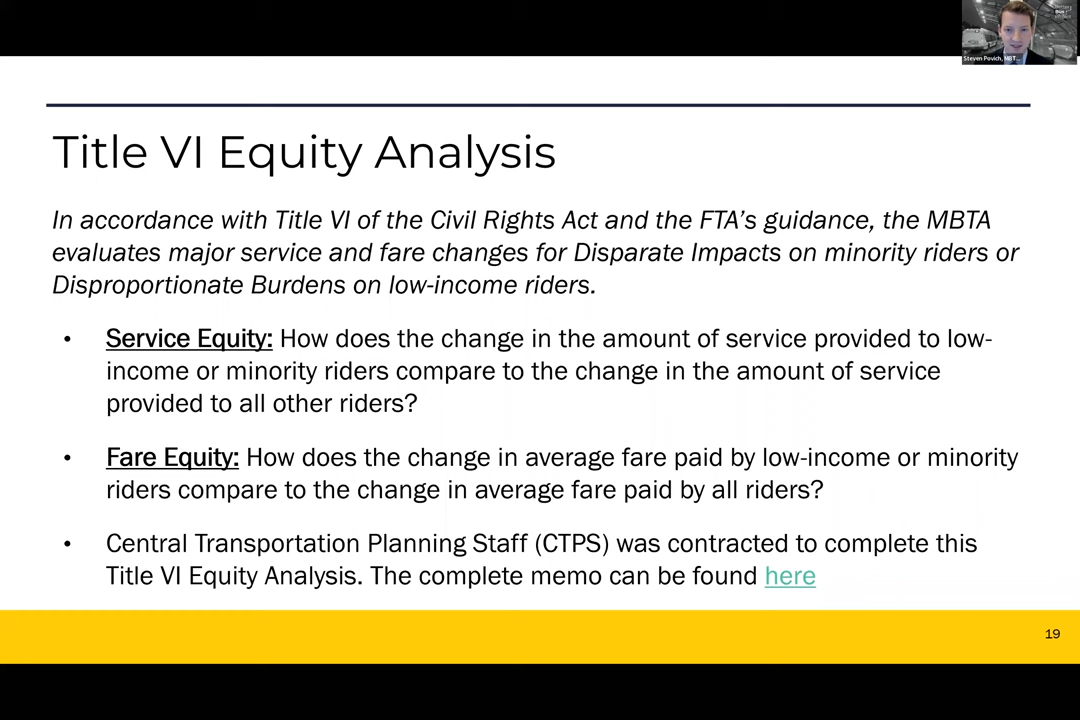 Steven Povich, MBT...
Title VI Equity Analysis
In accordance with Title VI of the Civil Rights Act and the FTA’s guidance, the MBTA
evaluates major service and fare changes for Disparate Impacts on minority riders or
Disproportionate Burdens on low-income riders.
• Service Equity: How does the change in the amount of service provided to low-
income or minority riders compare to the change in the amount of service
provided to all other riders?
• Fare Equity: How does the change in average fare paid by low-income or minority
riders compare to the change in average fare paid by all riders?
• Central Transportation Planning Staff (CTPS) was contracted to complete this
Title VI Equity Analysis. The complete memo can be found here
19